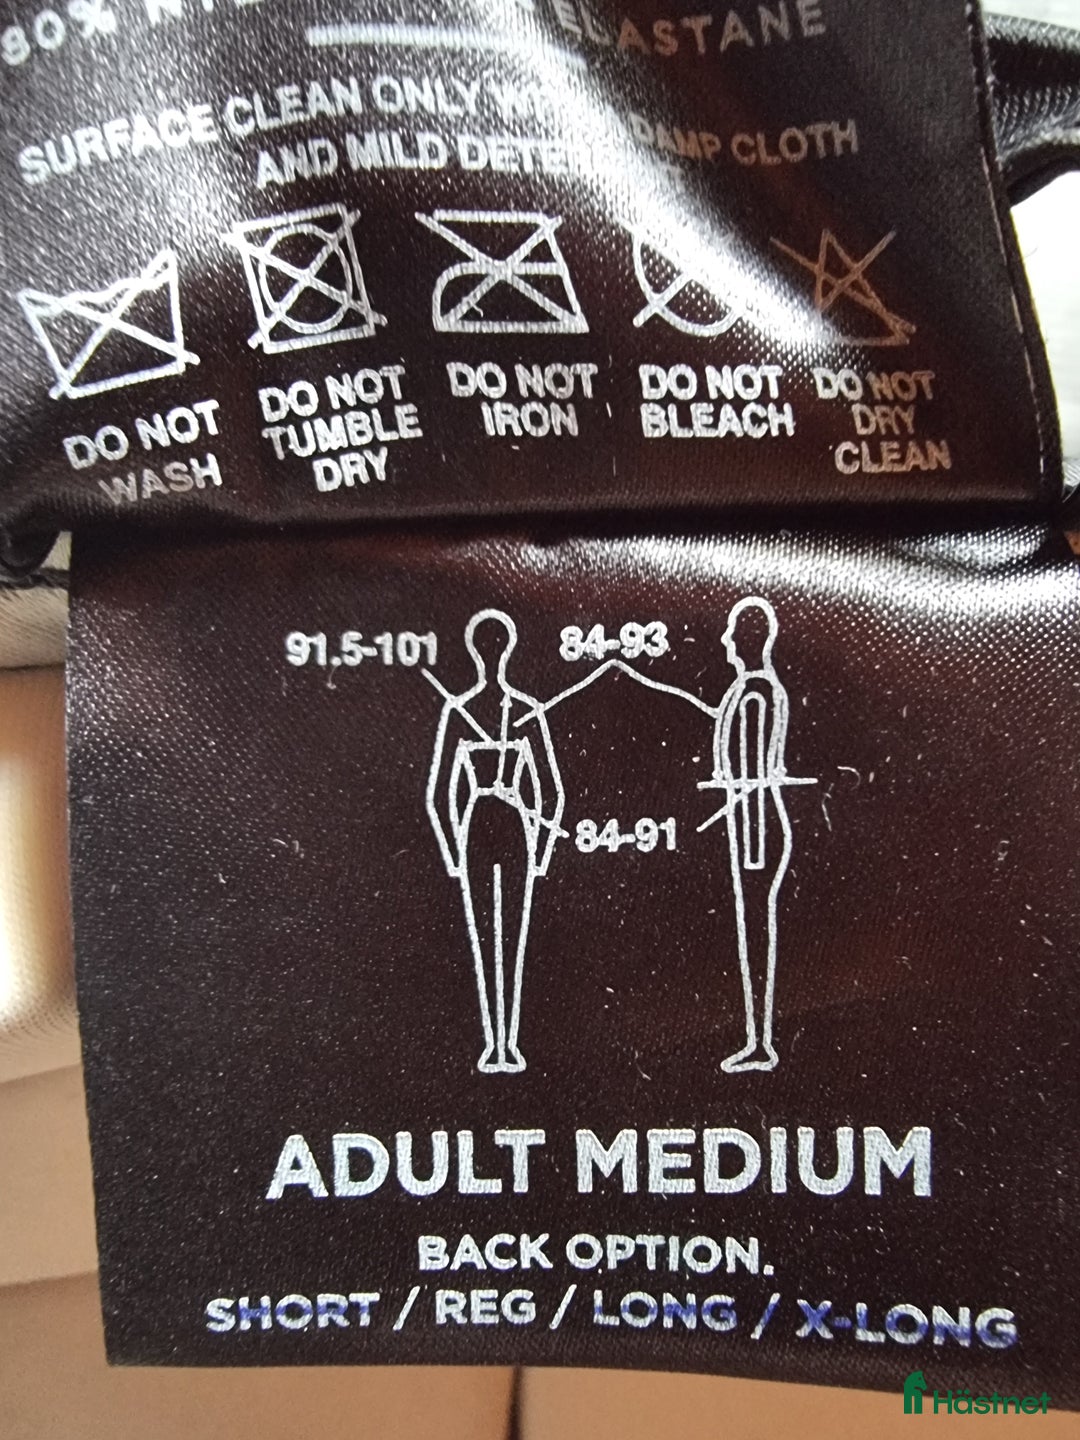 80% ELASTANE
SURFACE CLEAN ONLY DAMP CLOTH
AND MILD
DO NOT WASH
DO NOT TUMBLE DRY
DO NOT IRON
DO NOT BLEACH
DO NOT DRY CLEAN
91.5-101
84-93
84-91
ADULT MEDIUM
BACK OPTION.
SHORT / REG / LONG / X-LONG
Hästnet